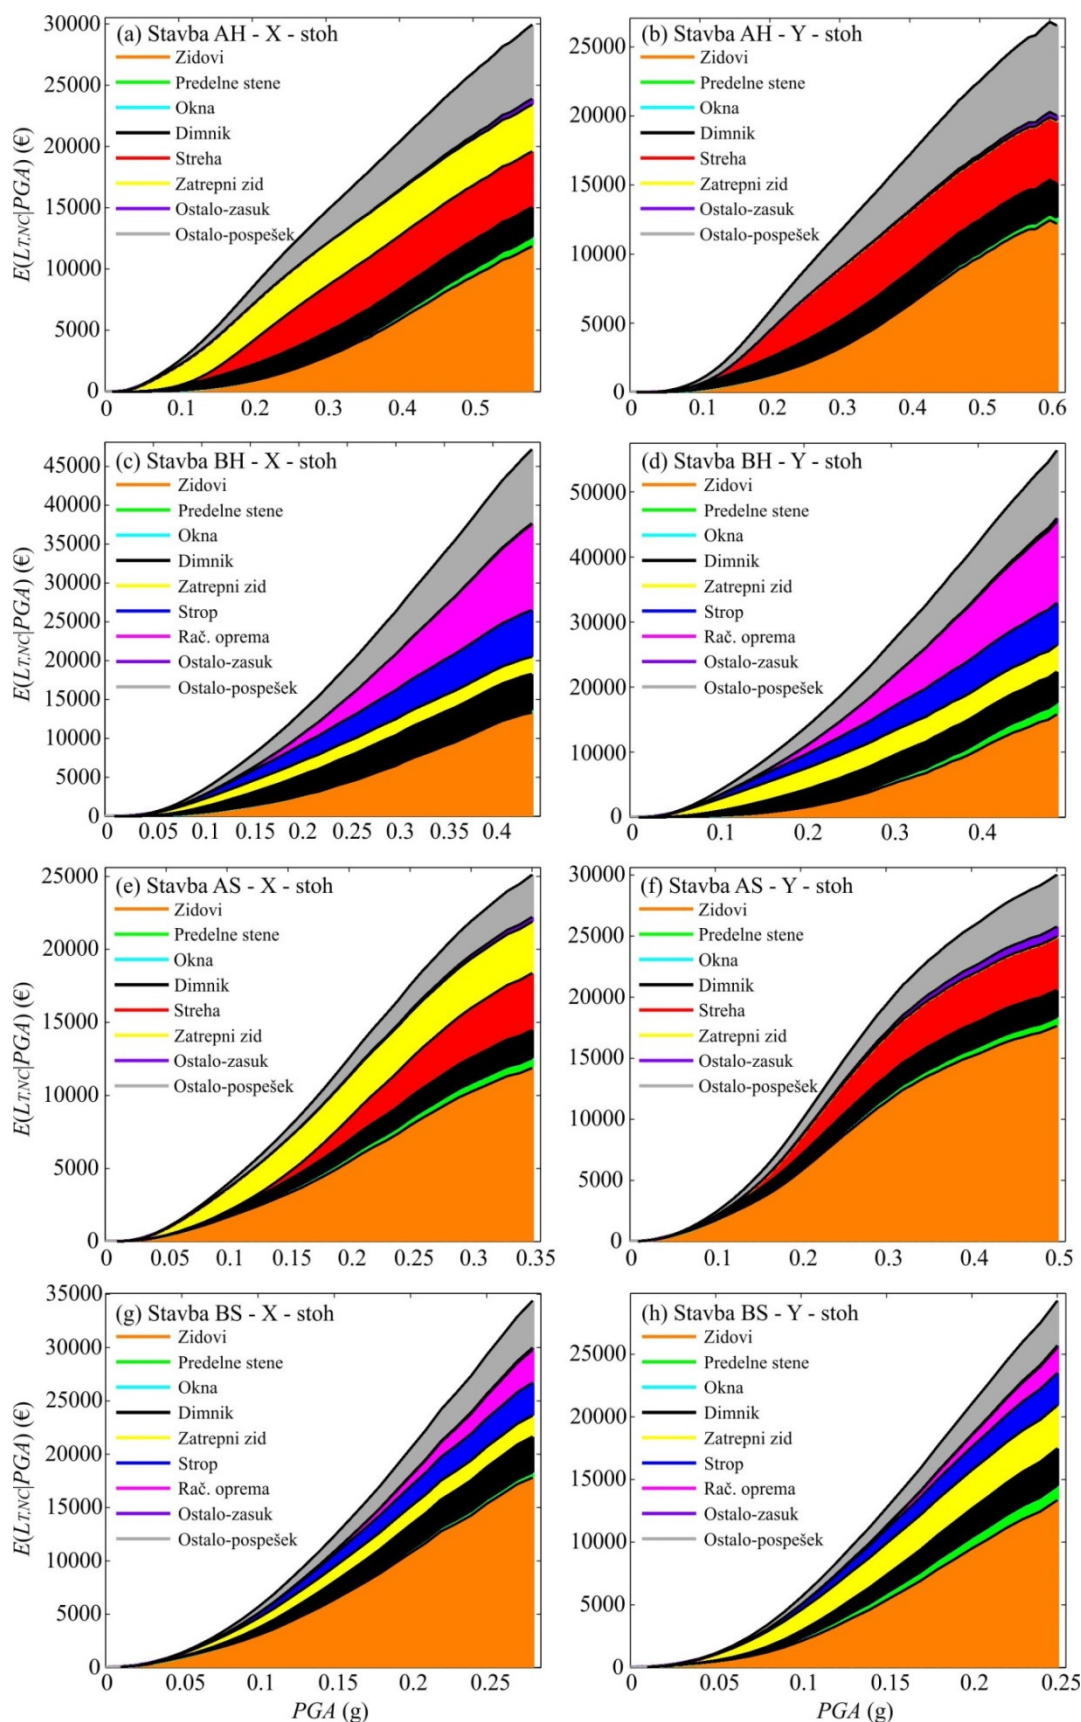 (a) Stavba AH - X - stoh
Zidovi
Predelne stene
Okna
Dimnik
Streha
Zatrepni zid
Ostalo-zasuk
Ostalo-pospešek
E(LT,NC|PGA) (€)
30000
25000
20000
15000
10000
5000
0
0 0.1 0.2 0.3 0.4 0.5
(b) Stavba AH - Y - stoh
Zidovi
Predelne stene
Okna
Dimnik
Streha
Zatrepni zid
Ostalo-zasuk
Ostalo-pospešek
25000
20000
15000
10000
5000
0
0 0.1 0.2 0.3 0.4 0.5 0.6
(c) Stavba BH - X - stoh
Zidovi
Predelne stene
Okna
Dimnik
Zatrepni zid
Strop
Rač. oprema
Ostalo-zasuk
Ostalo-pospešek
E(LT,NC|PGA) (€)
45000
40000
35000
30000
25000
20000
15000
10000
5000
0
0 0.05 0.1 0.15 0.2 0.25 0.3 0.35 0.4
(d) Stavba BH - Y - stoh
Zidovi
Predelne stene
Okna
Dimnik
Zatrepni zid
Strop
Rač. oprema
Ostalo-zasuk
Ostalo-pospešek
50000
40000
30000
20000
10000
0
0 0.1 0.2 0.3 0.4
(e) Stavba AS - X - stoh
Zidovi
Predelne stene
Okna
Dimnik
Streha
Zatrepni zid
Ostalo-zasuk
Ostalo-pospešek
E(LT,NC|PGA) (€)
25000
20000
15000
10000
5000
0
0 0.05 0.1 0.15 0.2 0.25 0.3 0.35
(f) Stavba AS - Y - stoh
Zidovi
Predelne stene
Okna
Dimnik
Streha
Zatrepni zid
Ostalo-zasuk
Ostalo-pospešek
30000
25000
20000
15000
10000
5000
0
0 0.1 0.2 0.3 0.4 0.5
(g) Stavba BS - X - stoh
Zidovi
Predelne stene
Okna
Dimnik
Zatrepni zid
Strop
Rač. oprema
Ostalo-zasuk
Ostalo-pospešek
E(LT,NC|PGA) (€)
35000
30000
25000
20000
15000
10000
5000
0
0 0.05 0.1 0.15 0.2 0.25
PGA (g)
(h) Stavba BS - Y - stoh
Zidovi
Predelne stene
Okna
Dimnik
Zatrepni zid
Strop
Rač. oprema
Ostalo-zasuk
Ostalo-pospešek
25000
20000
15000
10000
5000
0
0 0.05 0.1 0.15 0.2 0.25
PGA (g)